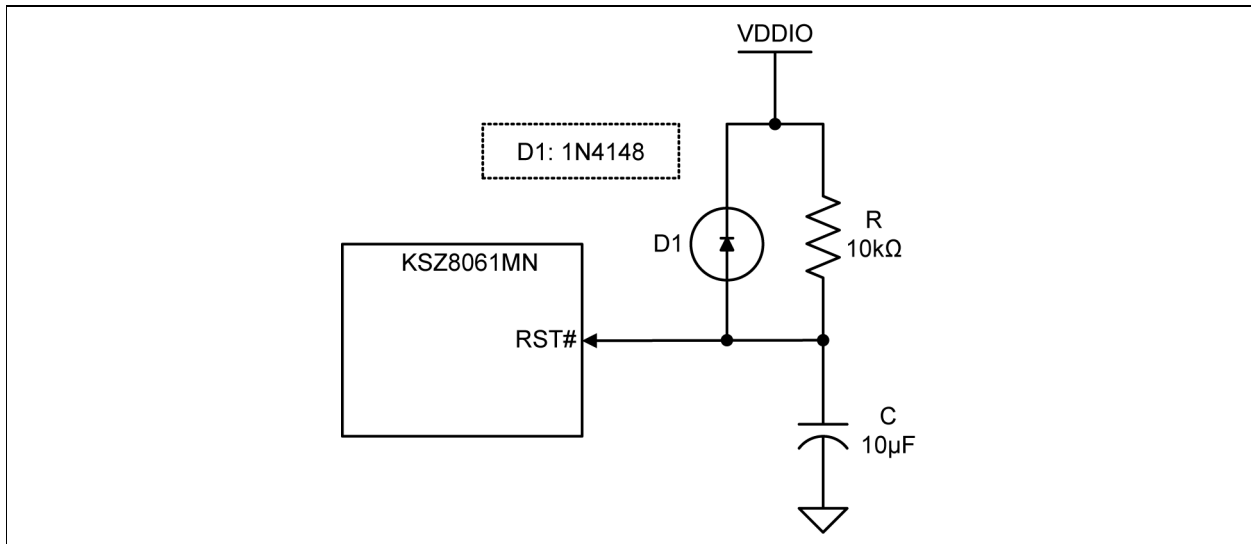 VDDIO
D1: 1N4148
D1
R
10kΩ
KSZ8061MN
RST#
C
10µF